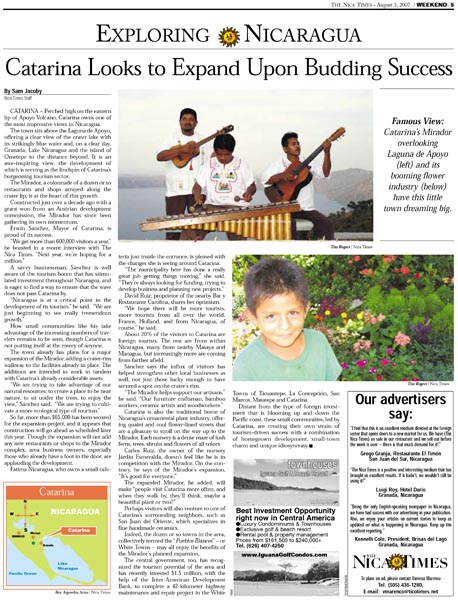 THE NICA TIMES – August 3, 2007 | WEEKEND | 5
EXPLORING NICARAGUA
Catarina Looks to Expand Upon Budding Success
By Sam Jacoby
Nica Times Staff
CATARINA – Perched high on the eastern
lip of Apoyo Volcano, Catarina owns one of
the most impressive views in Nicaragua.
The town sits above the Laguna de Apoyo,
offering a clear view of the crater lake with
its strikingly blue water and, on a clear day,
Granada, Lake Nicaragua and the island of
Ometepe to the distance beyond. It is an
awe-inspiring view, the development of
which is serving as the linchpin of Catarina's
burgeoning tourism sector.
The Mirador, a colonnade of a dozen or so
restaurants and shops arrayed along the
crater lip, is at the heart of this growth.
Constructed just over a decade ago with a
grant won from an Austrian development
commission, the Mirador has since been
gathering its own momentum.
Erwin Sánchez, Mayor of Catarina, is
proud of its success.
"We get more than 600,000 visitors a year,"
he boasted in a recent interview with The
Nica Times. "Next year, we're hoping for a
million."
A savvy businessman, Sanchez is well
aware of the tourism boom that has stimu-
lated investment throughout Nicaragua, and
is eager to find a way to ensure that the wave
does not pass Catarina by.
"Nicaragua is at a critical point in the
development of its tourism," he said. "We are
just beginning to see really tremendous
growth."
How small communities like his take
advantage of the increasing numbers of trav-
elers remains to be seen, though Catarina is
not putting itself at the mercy of anyone.
The town already has plans for a major
expansion of the Mirador, adding a crater-rim
walkway to the facilities already in place. The
additions are intended to work in tandem
with Catarina's already considerable assets.
"We are trying to take advantage of our
natural resources; to create a place to be near
nature, to sit under the trees, to enjoy the
view," Sánchez said. "We are trying to culti-
vate a more ecological type of tourism."
So far, more than $65,000 has been secured
for the expansion project, and it appears that
construction will go ahead as scheduled later
this year. Though the expansion will not add
any new restaurants or shops to the Mirador
complex, area business owners, especially
those who already have a foot in the door, are
applauding the development.
Fatima Nicaragua, who owns a small cafe-
teria just inside the entrance, is pleased with
the changes she is seeing around Catarina.
"The municipality here has done a really
great job getting things moving," she said.
"They're always looking for funding, trying to
develop business and planning new projects."
David Ruiz, proprietor of the nearby Bar y
Restaurante Carolina, shares her optimism.
"We hope there will be more tourists,
more tourists from all over the world,
France, Holland, and from Nicaragua, of
course," he said.
About 20% of the visitors to Catarina are
foreign tourists. The rest are from within
Nicaragua, many from nearby Masaya and
Managua, but increasingly more are coming
from farther afield.
Sánchez says the influx of visitors has
helped strengthen other local businesses as
well, not just those lucky enough to have
secured a spot on the crater's rim.
"The Mirador helps support our artisans,"
he said. "Our furniture craftsman, bamboo
workers, ceramic artists and woodworkers."
Catarina is also the traditional home of
Nicaragua's ornamental plant industry, offer-
ing quaint and cool flower-lined streets that
are a pleasure to stroll on the way up to the
Mirador. Each nursery is a dense maze of lush
ferns, trees, shrubs and flowers of all colors.
Carlos Ruiz, the owner of the nursery
Jardin Esmeralda, doesn't feel like he is in
competition with the Mirador. On the con-
trary, he says of the Mirador's expansion,
"It's good for everyone."
The expanded Mirador, he added, will
make "people visit Catarina more often, and
when they walk by, they'll think, maybe a
beautiful plant or two?"
Perhaps visitors will also venture to one of
Catarina's surrounding neighbors, such as
San Juan del Oriente, which specializes in
fine handmade ceramics.
Indeed, the dozen or so towns in the area,
collectively termed the "Pueblos Blancos" – or
White Towns – may all enjoy the benefits of
the Mirador's planned expansion.
The central government, too, has recog-
nized the tourism potential of the area and
has recently invested $1.5 million, with the
help of the Inter-American Development
Bank, to complete a 42-kilometer highway
maintenance and repair project in the White
Towns of Desamtepe, La Concepción, San
Marcos, Masatepe and Catarina.
Distant from the type of foreign invest-
ment that is blooming up and down the
Pacific coast, these small communities, led by
Catarina, are creating their own strain of
tourism-driven success with a combination
of homegrown development, small-town
charm and unique idiosyncrasy.
Famous View:
Catarina's Mirador
overlooking
Laguna de Apoyo
(left) and its
booming flower
industry (below)
have this little
town dreaming big.
Tim Rogers | Nica Times
Tim Rogers | Nica Times
Catarina
NICARAGUA
Catarina
Pacific Ocean
Lake
Nicaragua
Roy Arguedas Arias | Nica Times
townhouses
Iguana Golf & Beach Resort
Best Investment Opportunity
right now in Central America
Luxury Condominiums & Townhouses
Exclusive golf & beach resort
Rental pool & property management
Prices from $161,500 to $240,000+
Tel. (626) 407-4259
www.IguanaGolfCondos.com
Our advertisers
say:
"I find that this is an excellent medium directed at the foreign
sector that opens doors to a new market for us. We have (The
Nica Times) on sale in our restaurant and we sell out before
the week is over – there is that much demand for it!"
Gregg Granja, Restaurante El Timón
San Juan del Sur, Nicaragua
"The Nica Times is a positive and interesting medium that has
brought us excellent results. If it hadn't, we wouldn't still be
using it!"
Luigi Rog, Hotel Dario
Granada, Nicaragua
"Being the only English-speaking newspaper in Nicaragua,
we have had success with our advertising in your publication.
Also, we enjoy your articles on current stories to keep us
updated on what is happening in Nicaragua. Keep up the
excellent reporting."
Kenneth Cole, President, Brisas del Lago
Granada, Nicaragua
THE NICA TIMES
To place an ad, please contact Vanessa Moreno
Tel. (505) 436-1280,
E-mail: vmoreno@ticotimes.net